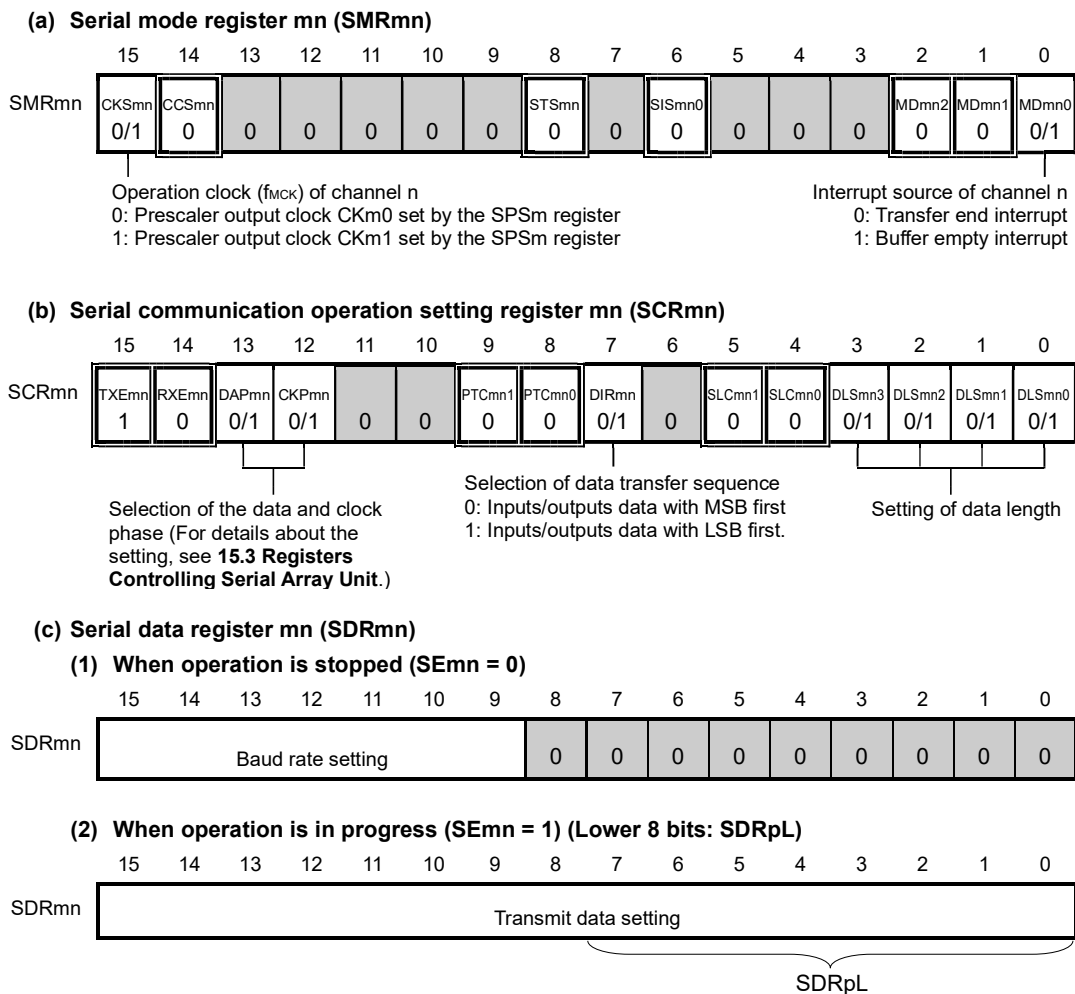 (a) Serial mode register mn (SMRmn)
15 14 13 12 11 10 9 8 7 6 5 4 3 2 1 0
SMRmn
CKSmn CCSmn STSmn SISmn0 MDmn2 MDmn1 MDmn0
0/1 0 0 0 0 0 0 0 0 0 0 0 0 0 0 0/1
Operation clock (fMCK) of channel n
0: Prescaler output clock CKm0 set by the SPSm register
1: Prescaler output clock CKm1 set by the SPSm register
Interrupt source of channel n
0: Transfer end interrupt
1: Buffer empty interrupt
(b) Serial communication operation setting register mn (SCRmn)
15 14 13 12 11 10 9 8 7 6 5 4 3 2 1 0
SCRmn
TXEmn RXEmn DAPmn CKPmn PTCmn1 PTCmn0 DIRmn SLCmn1 SLCmn0 DLSmn3 DLSmn2 DLSmn1 DLSmn0
1 0 0/1 0/1 0 0 0 0 0/1 0 0 0 0/1 0/1 0/1 0/1
Selection of the data and clock
phase (For details about the
setting, see 15.3 Registers
Controlling Serial Array Unit.)
Selection of data transfer sequence
0: Inputs/outputs data with MSB first
1: Inputs/outputs data with LSB first.
Setting of data length
(c) Serial data register mn (SDRmn)
(1) When operation is stopped (SEmn = 0)
15 14 13 12 11 10 9 8 7 6 5 4 3 2 1 0
SDRmn
Baud rate setting 0 0 0 0 0 0 0 0 0
(2) When operation is in progress (SEmn = 1) (Lower 8 bits: SDRpL)
15 14 13 12 11 10 9 8 7 6 5 4 3 2 1 0
SDRmn
Transmit data setting
SDRpL